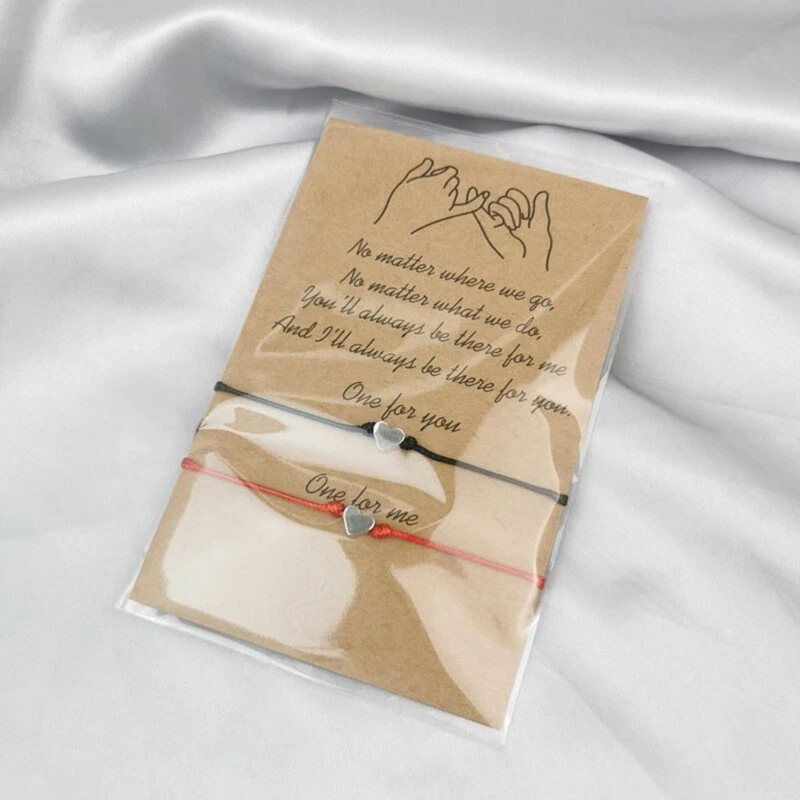 No matter where we go,
No matter what we do,
You'll always be there for me
And I'll always be there for you.
One for you
One for me